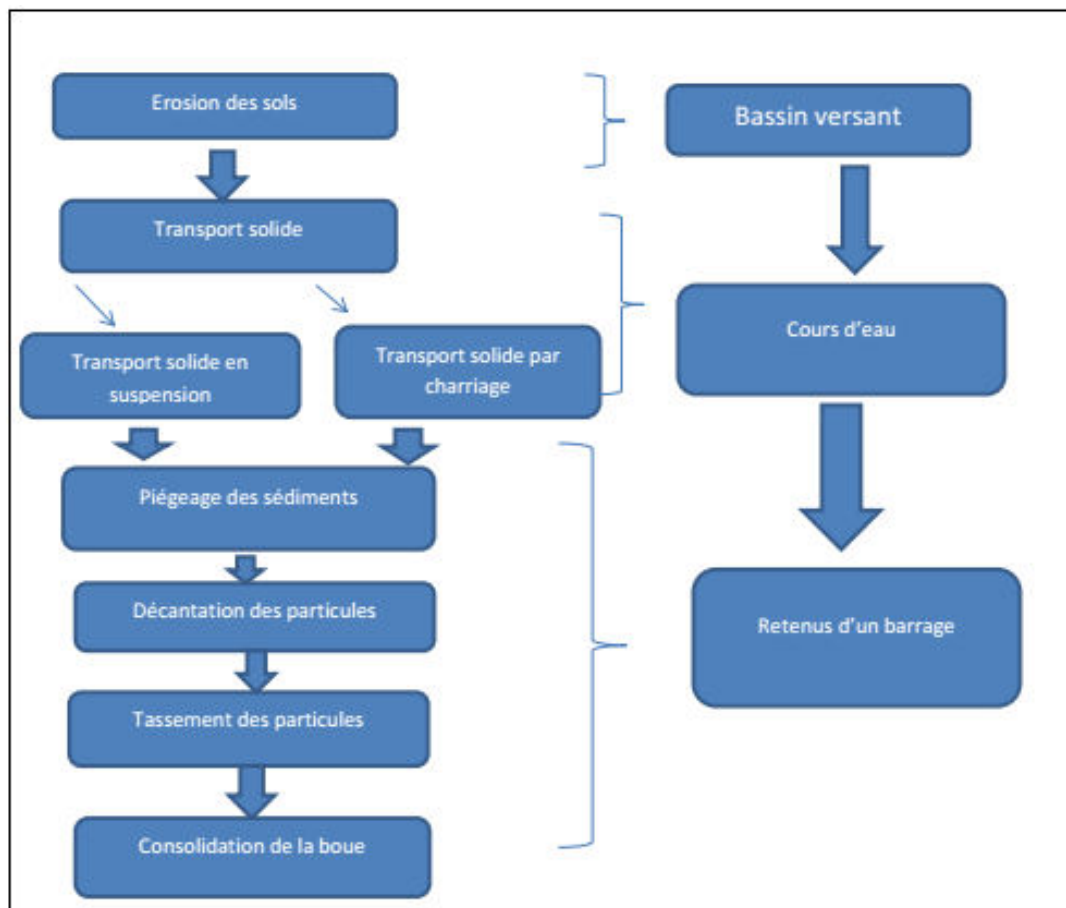 Erosion des sols
Bassin versant
Transport solide
Cours d'eau
Transport solide en
suspension
Transport solide par
charriage
Piégeage des sédiments
Décantation des particules
Retenus d'un barrage
Tassement des particules
Consolidation de la boue